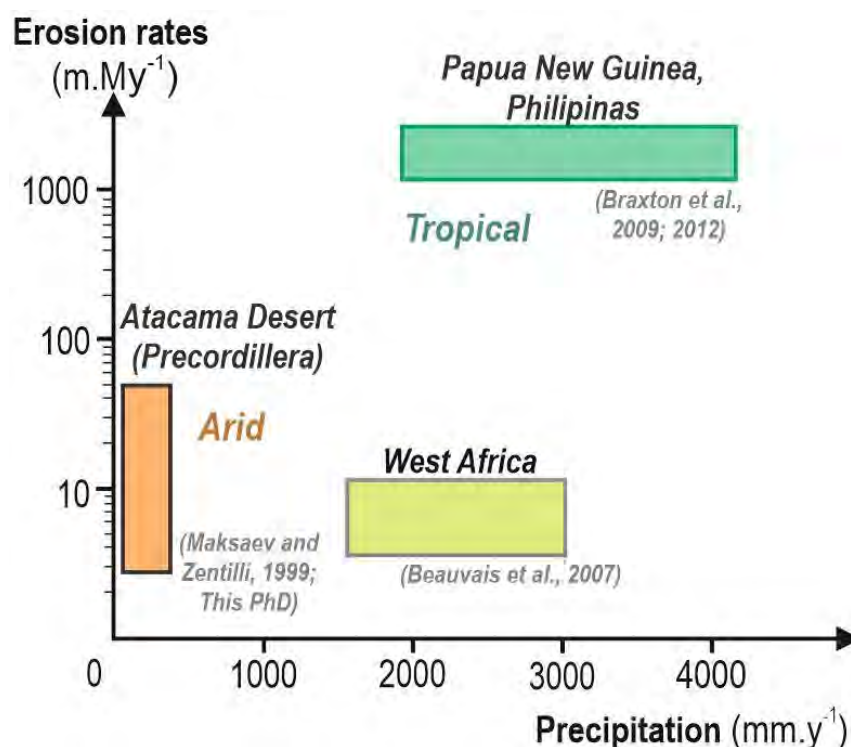 Erosion rates
(m.My⁻¹)
Papua New Guinea,
Philipinas
1000
(Braxton et al.,
2009; 2012)
Tropical
Atacama Desert
(Precordillera)
100
Arid
West Africa
10
(Maksaev and
Zentilli, 1999;
This PhD)
(Beauvais et al., 2007)
0 1000 2000 3000 4000
Precipitation (mm.y⁻¹)